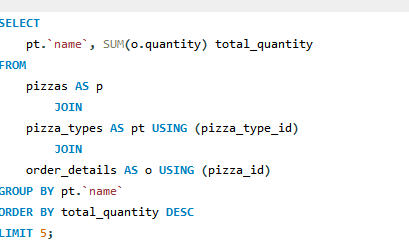 SELECT
pt.`name`, SUM(o.quantity) total_quantity
FROM
pizzas AS p
JOIN
pizza_types AS pt USING (pizza_type_id)
JOIN
order_details AS o USING (pizza_id)
GROUP BY pt.`name`
ORDER BY total_quantity DESC
LIMIT 5;